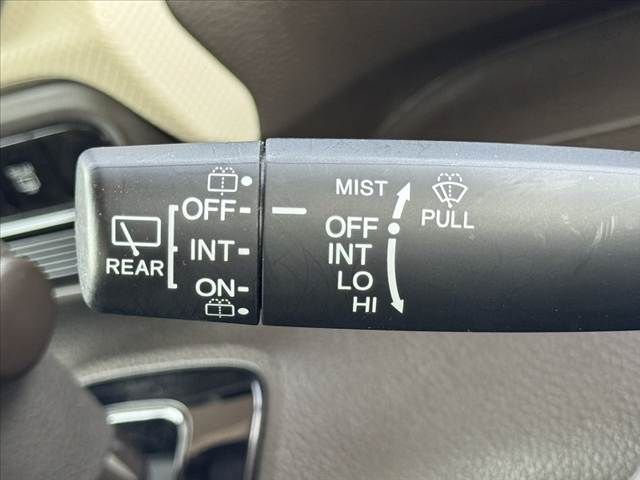 OFF
INT
REAR
ON
MIST
PULL
OFF
INT
LO
HI